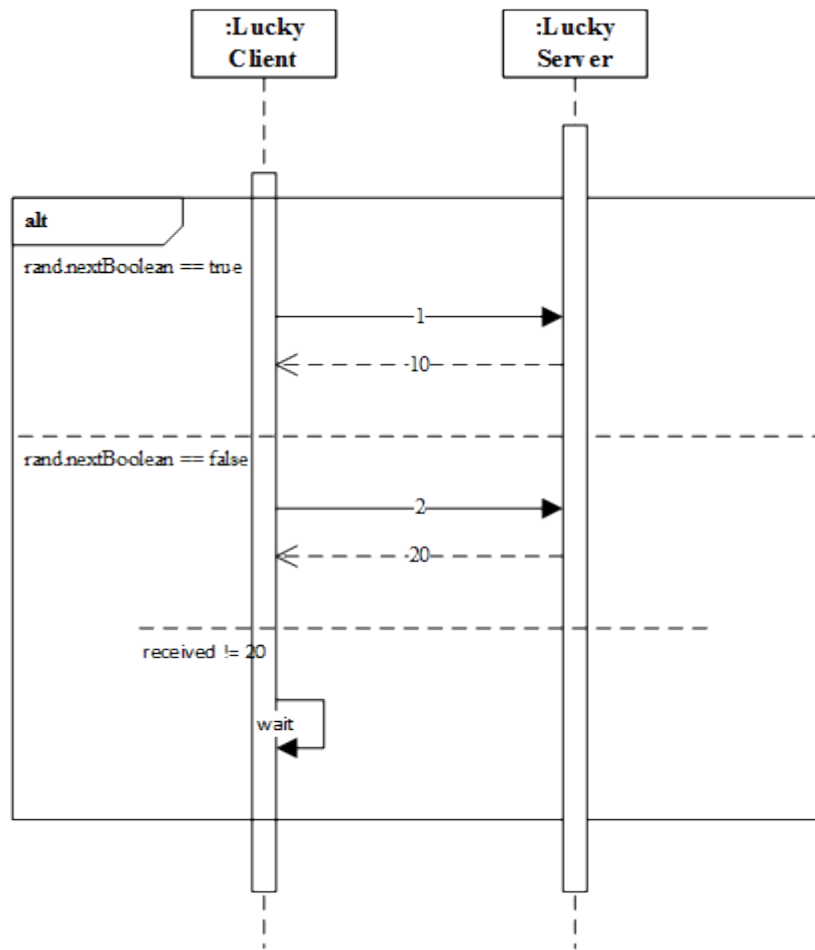 :Lucky
Client
:Lucky
Server
alt
rand.nextBoolean == true
1
10
rand.nextBoolean == false
2
20
received != 20
wait